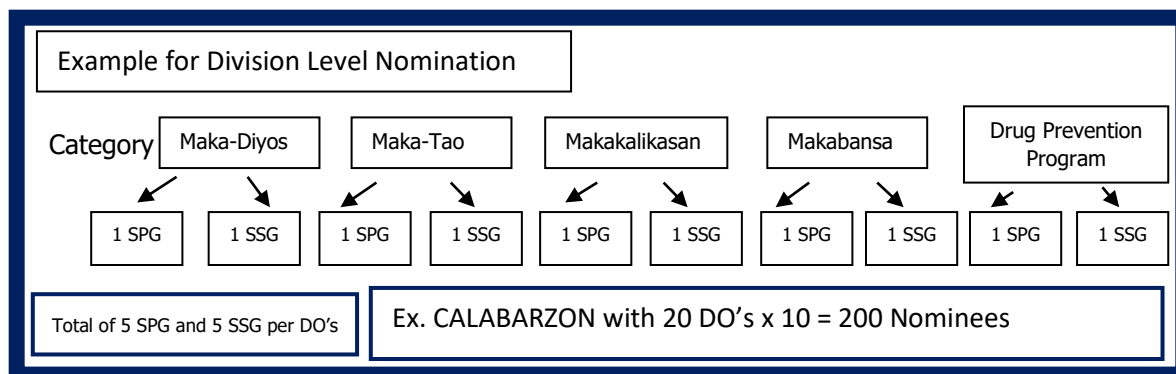 Example for Division Level Nomination
Category
Maka-Diyos
Maka-Tao
Makakalikasan
Makabansa
Drug Prevention
Program
1 SPG
1 SSG
1 SPG
1 SSG
1 SPG
1 SSG
1 SPG
1 SSG
1 SPG
1 SSG
Total of 5 SPG and 5 SSG per DO’s
Ex. CALABARZON with 20 DO’s x 10 = 200 Nominees